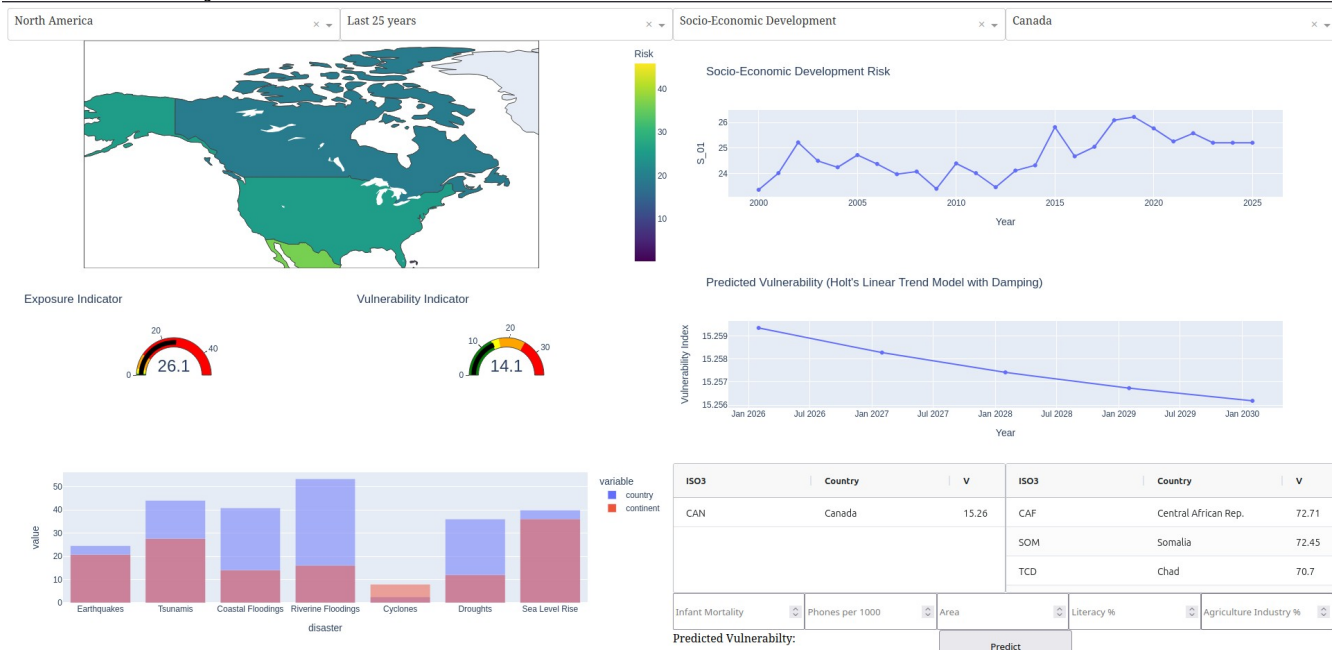 North America × Last 25 years × Socio-Economic Development × Canada ×
Risk
40
30
20
10
Exposure Indicator
20
40
0
26.1
Vulnerability Indicator
20
10
30
0
14.1
50
40
30
20
10
0
value
Earthquakes Tsunamis Coastal Floodings Riverine Floodings Cyclones Droughts Sea Level Rise
disaster
variable
country
continent
Socio-Economic Development Risk
26
25
24
S_01
2000 2005 2010 2015 2020 2025
Year
Predicted Vulnerability (Holt's Linear Trend Model with Damping)
15.259
15.258
15.257
15.256
Vulnerability Index
Jan 2026 Jul 2026 Jan 2027 Jul 2027 Jan 2028 Jul 2028 Jan 2029 Jul 2029 Jan 2030
Year
ISO3 Country V
CAN Canada 15.26
ISO3 Country V
CAF Central African Rep. 72.71
SOM Somalia 72.45
TCD Chad 70.7
Infant Mortality Phones per 1000 Area Literacy % Agriculture Industry %
Predicted Vulnerabilty:
Predict